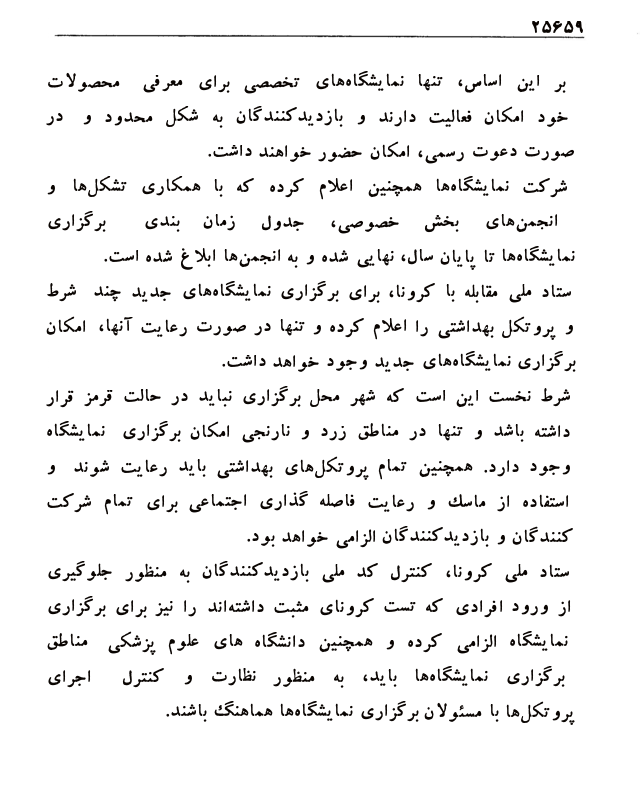 ۲۵۶۵۹
بر این اساس، تنها نمایشگاه‌های تخصصی برای معرفی محصولات
خود امکان فعالیت دارند و بازدیدکنندگان به شکل محدود و در
صورت دعوت رسمی، امکان حضور خواهند داشت.
شرکت نمایشگاه‌ها همچنین اعلام کرده که با همکاری تشکل‌ها و
انجمن‌های بخش خصوصی، جدول زمان بندی برگزاری
نمایشگاه‌ها تا پایان سال، نهایی شده و به انجمن‌ها ابلاغ شده است.
ستاد ملی مقابله با کرونا، برای برگزاری نمایشگاه‌های جدید چند شرط
و پروتکل بهداشتی را اعلام کرده و تنها در صورت رعایت آنها، امکان
برگزاری نمایشگاه‌های جدید وجود خواهد داشت.
شرط نخست این است که شهر محل برگزاری نباید در حالت قرمز قرار
داشته باشد و تنها در مناطق زرد و نارنجی امکان برگزاری نمایشگاه
وجود دارد. همچنین تمام پروتکل‌های بهداشتی باید رعایت شوند و
استفاده از ماسک و رعایت فاصله گذاری اجتماعی برای تمام شرکت
کنندگان و بازدیدکنندگان الزامی خواهد بود.
ستاد ملی کرونا، کنترل کد ملی بازدیدکنندگان به منظور جلوگیری
از ورود افرادی که تست کرونای مثبت داشته‌اند را نیز برای برگزاری
نمایشگاه الزامی کرده و همچنین دانشگاه های علوم پزشکی مناطق
برگزاری نمایشگاه‌ها باید، به منظور نظارت و کنترل اجرای
پروتکل‌ها با مسئولان برگزاری نمایشگاه‌ها هماهنگ باشند.